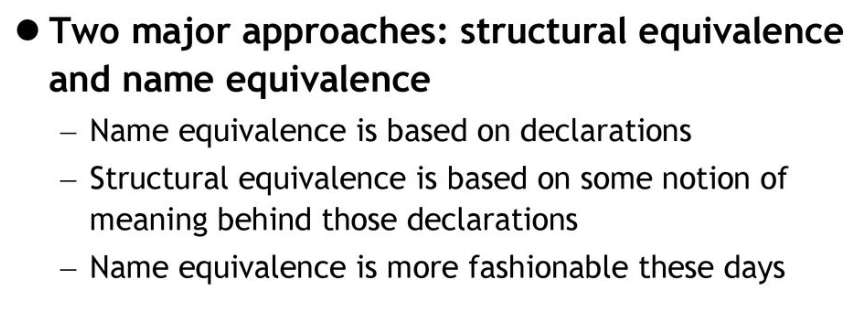 ● Two major approaches: structural equivalence
and name equivalence
– Name equivalence is based on declarations
– Structural equivalence is based on some notion of
meaning behind those declarations
– Name equivalence is more fashionable these days